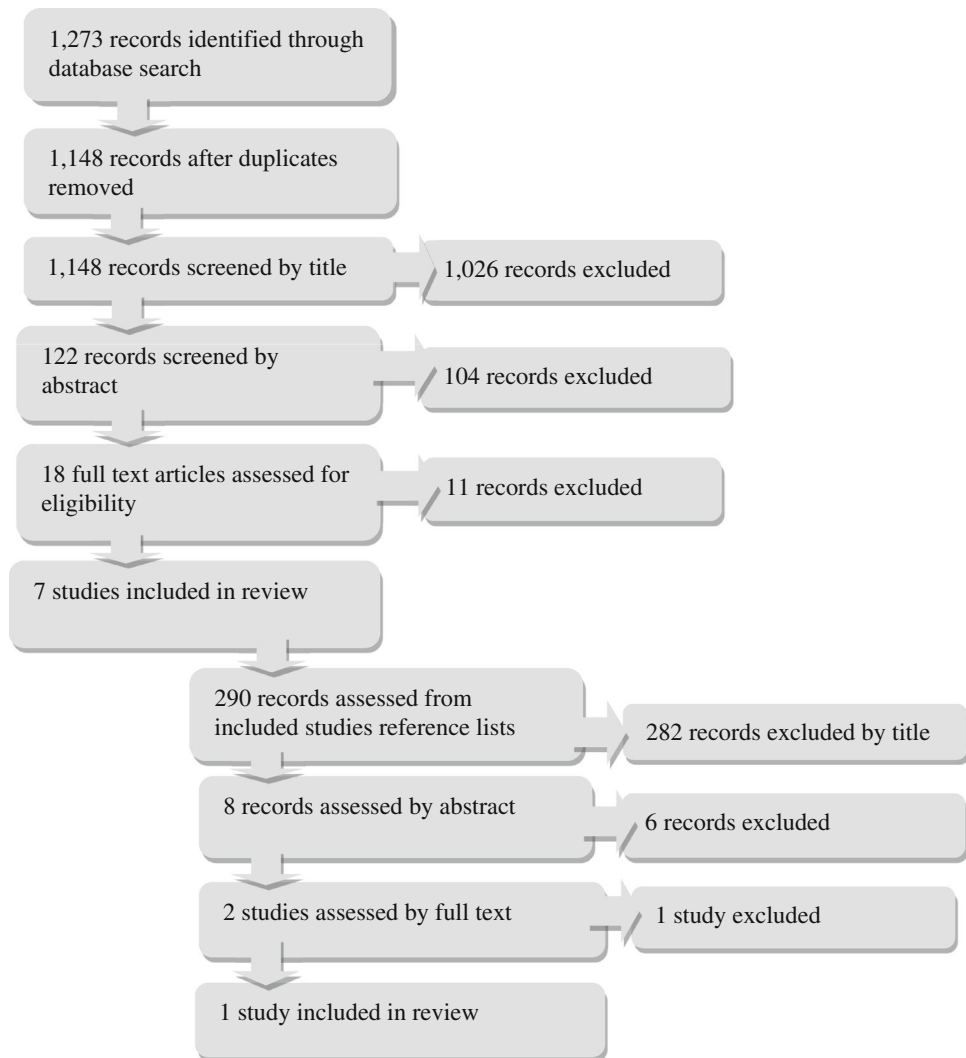 1,273 records identified through
database search
1,148 records after duplicates
removed
1,148 records screened by title
1,026 records excluded
122 records screened by
abstract
104 records excluded
18 full text articles assessed for
eligibility
11 records excluded
7 studies included in review
290 records assessed from
included studies reference lists
282 records excluded by title
8 records assessed by abstract
6 records excluded
2 studies assessed by full text
1 study excluded
1 study included in review